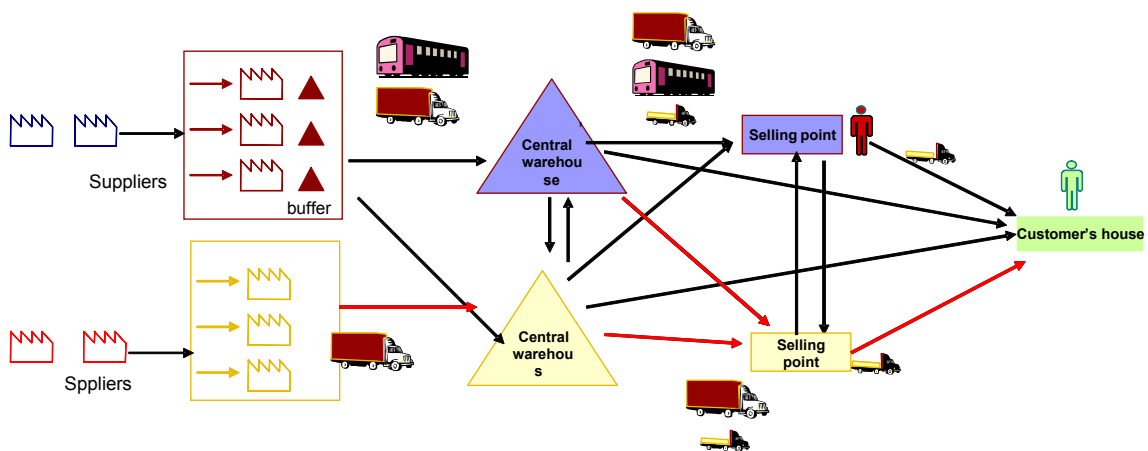 Suppliers
buffer
Central
warehou
se
Selling point
Customer's house
Sppliers
Central
warehou
s
Selling
point